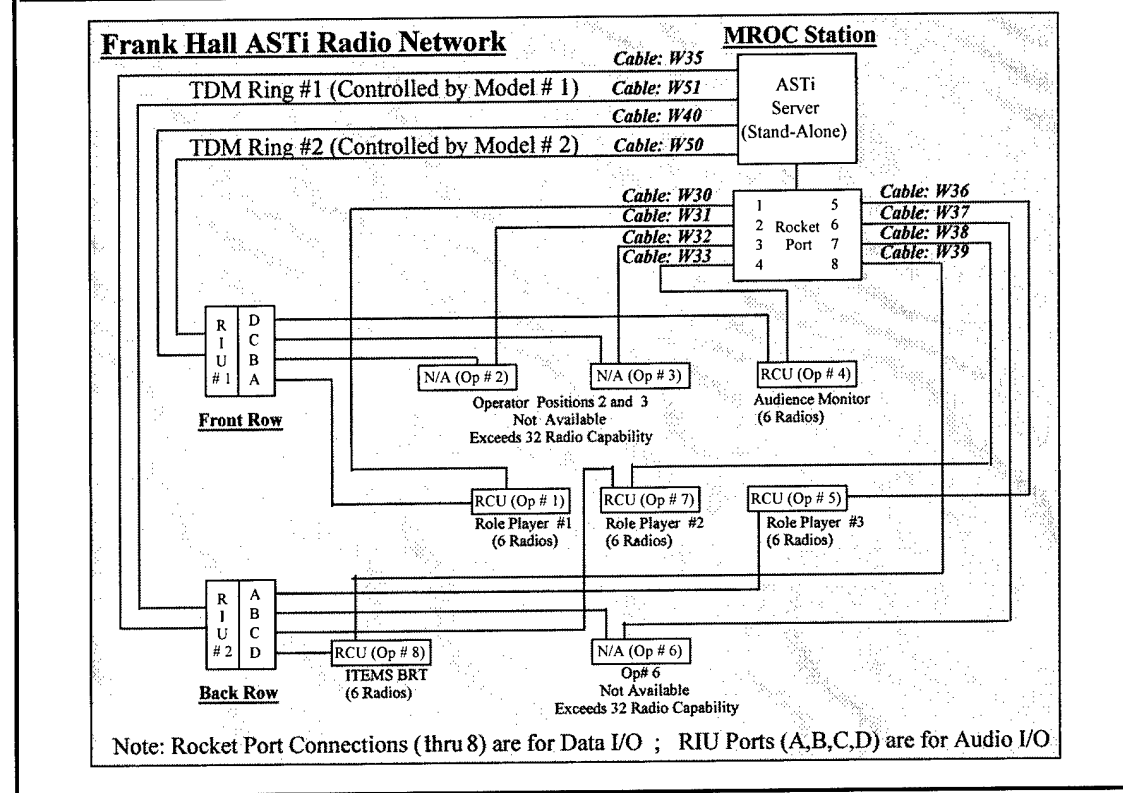 Frank Hall ASTi Radio Network
MROC Station
Cable: W35
TDM Ring #1 (Controlled by Model # 1)
Cable: W51
Cable: W40
TDM Ring #2 (Controlled by Model # 2)
Cable: W50
ASTi
Server
(Stand-Alone)
Cable: W30
Cable: W31
Cable: W32
Cable: W33
1 5
2 Rocket 6
3 Port 7
4 8
Cable: W36
Cable: W37
Cable: W38
Cable: W39
R D
I C
U B
# 1 A
Front Row
N/A (Op # 2)
N/A (Op # 3)
RCU (Op # 4)
Operator Positions 2 and 3
Not Available
Exceeds 32 Radio Capability
Audience Monitor
(6 Radios)
RCU (Op # 1)
Role Player #1
(6 Radios)
RCU (Op # 7)
Role Player #2
(6 Radios)
RCU (Op # 5)
Role Player #3
(6 Radios)
R A
I B
U C
# 2 D
Back Row
RCU (Op # 8)
ITEMS BRT
(6 Radios)
N/A (Op # 6)
Op# 6
Not Available
Exceeds 32 Radio Capability
Note: Rocket Port Connections (thru 8) are for Data I/O ; RIU Ports (A,B,C,D) are for Audio I/O